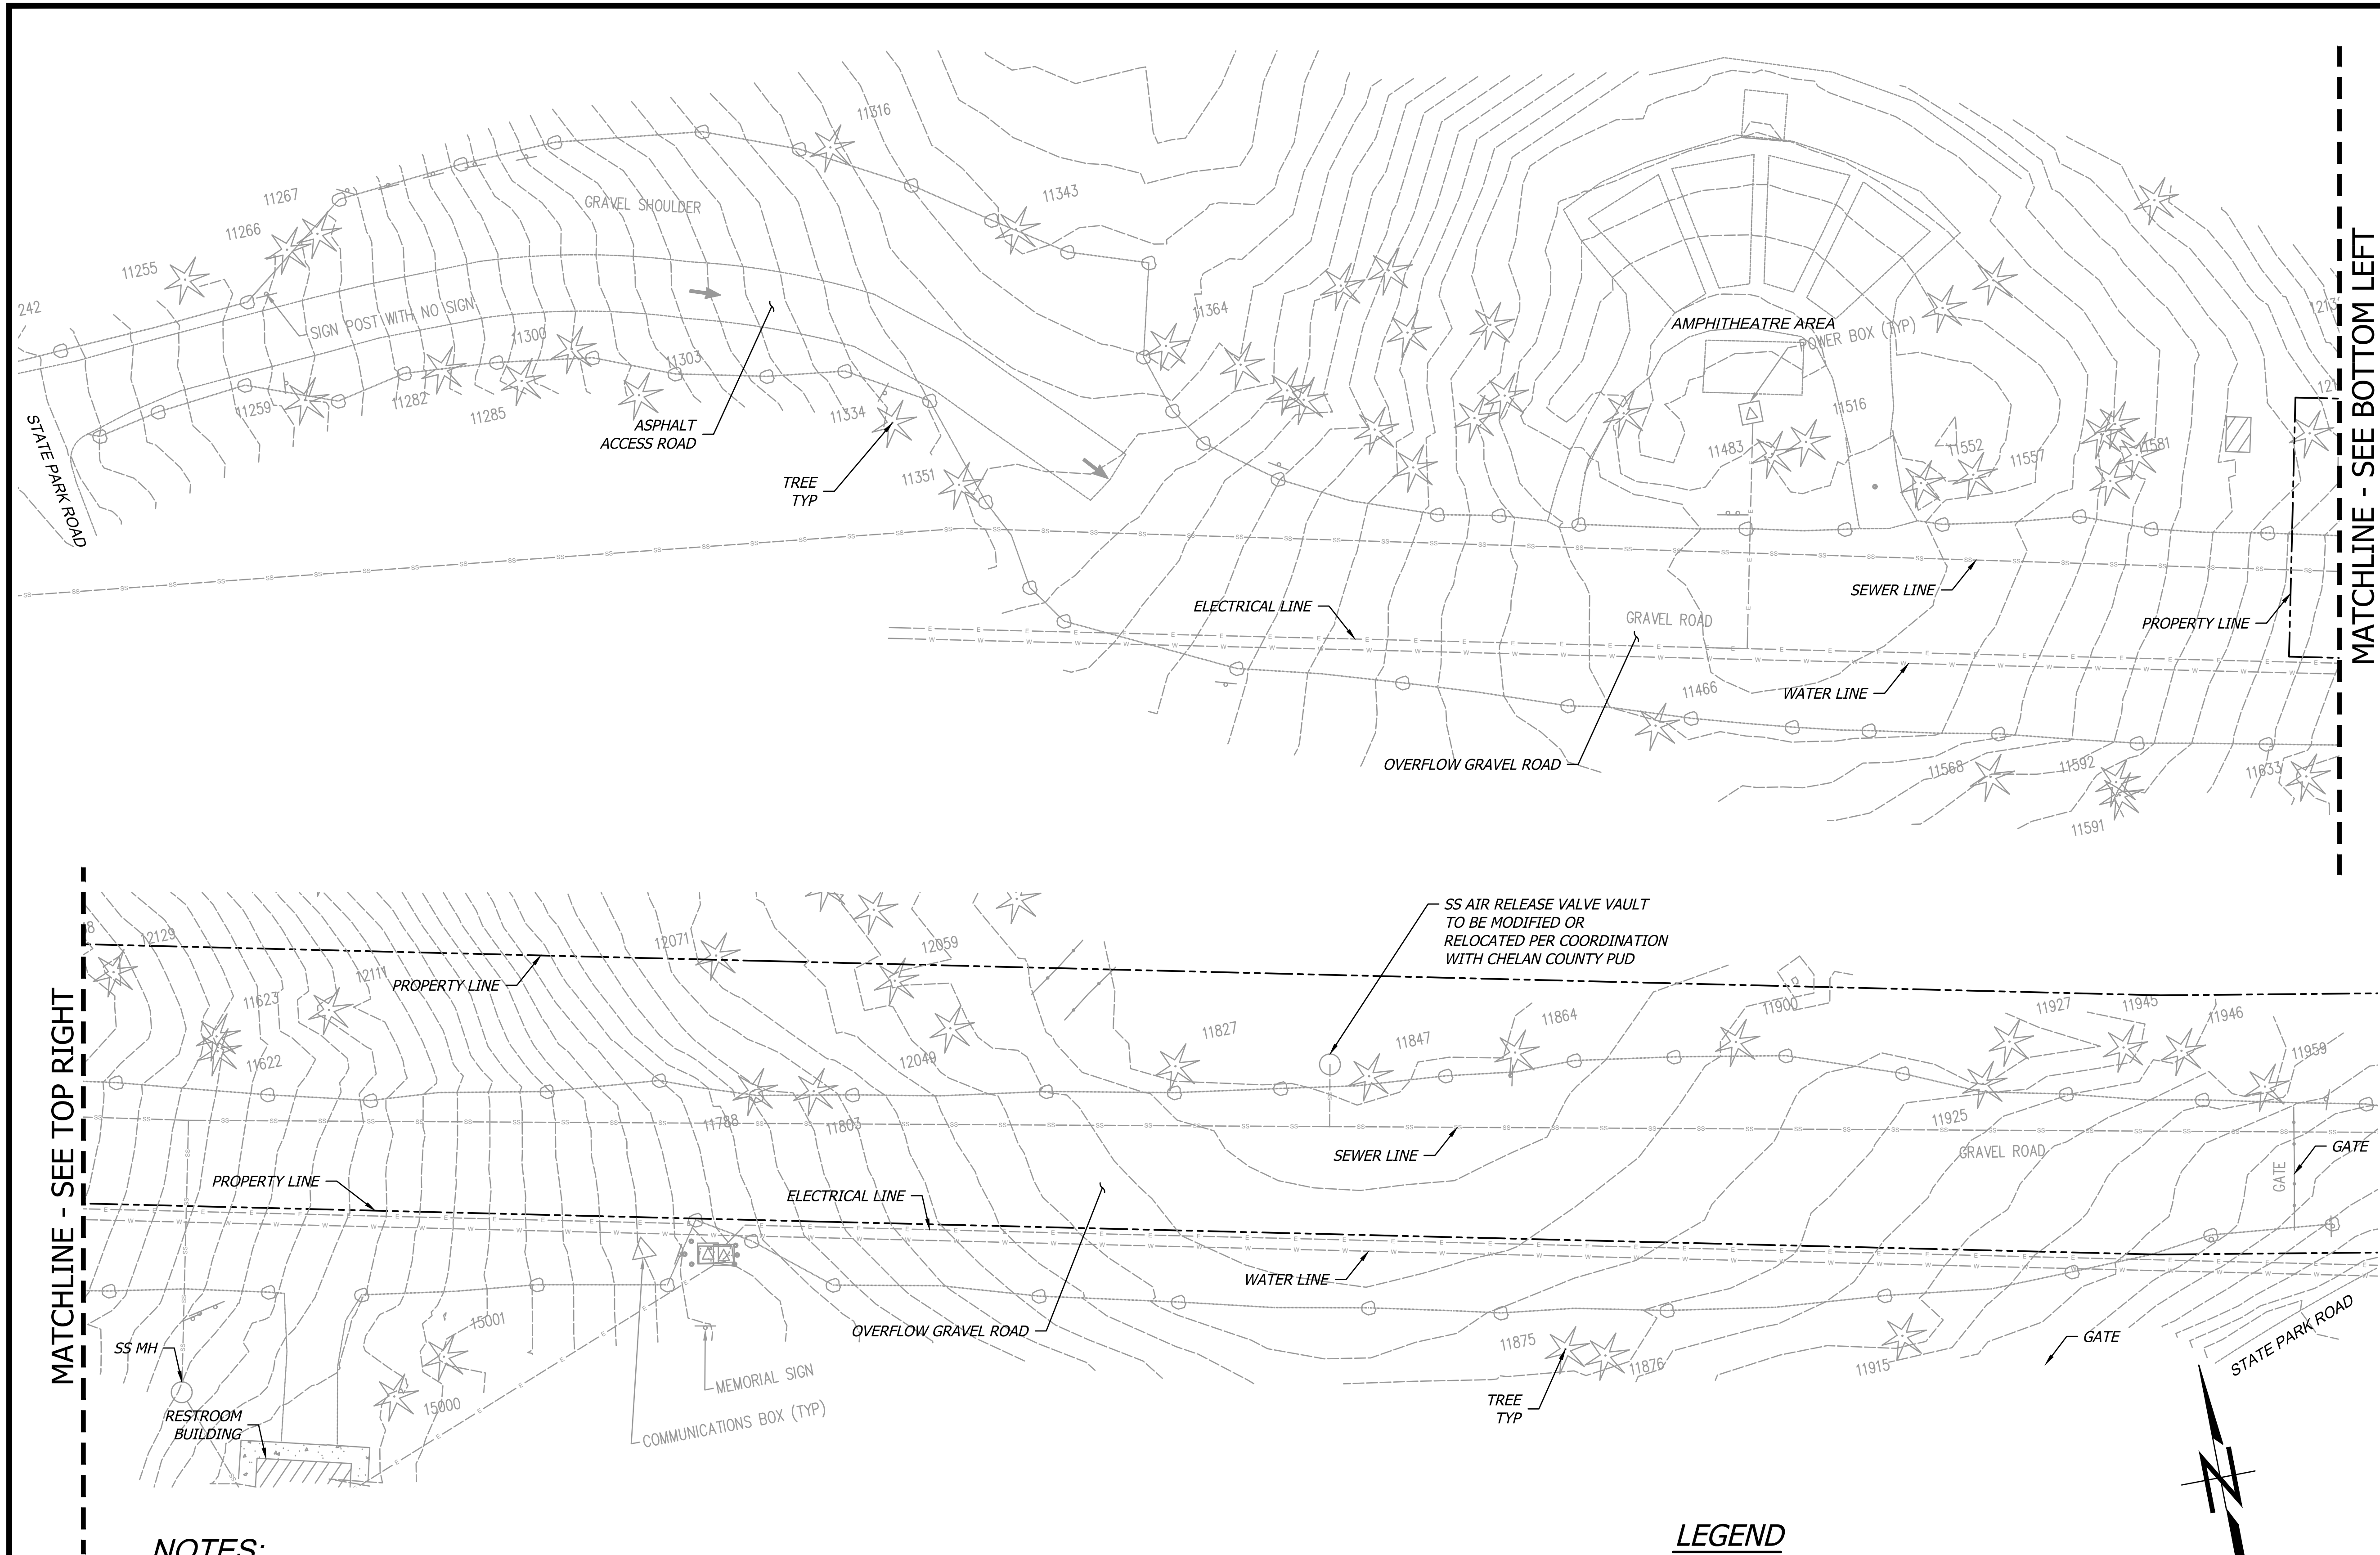 11316
11343
11267
11266
11255
GRAVEL SHOULDER
242
SIGN POST WITH NO SIGN
11300
11303
11364
11259
11282
11285
11334
11351
STATE PARK ROAD
ASPHALT
ACCESS ROAD
TREE
TYP
AMPHITHEATRE AREA
POWER BOX (TYP)
11516
11483
11552
11557
11581
ELECTRICAL LINE
SEWER LINE
GRAVEL ROAD
PROPERTY LINE
WATER LINE
11466
OVERFLOW GRAVEL ROAD
11568
11592
11633
11591
MATCHLINE - SEE BOTTOM LEFT
MATCHLINE - SEE TOP RIGHT
SS AIR RELEASE VALVE VAULT
TO BE MODIFIED OR
RELOCATED PER COORDINATION
WITH CHELAN COUNTY PUD
12129
12111
PROPERTY LINE
12071
12059
11623
11622
12049
11827
11847
11864
11900
11927
11945
11946
11959
11788
11803
11925
SEWER LINE
GRAVEL ROAD
GATE
GATE
PROPERTY LINE
ELECTRICAL LINE
WATER LINE
OVERFLOW GRAVEL ROAD
SS MH
15001
15000
MEMORIAL SIGN
COMMUNICATIONS BOX (TYP)
RESTROOM
BUILDING
11875
11876
11915
TREE
TYP
GATE
STATE PARK ROAD
N
NOTES:
LEGEND